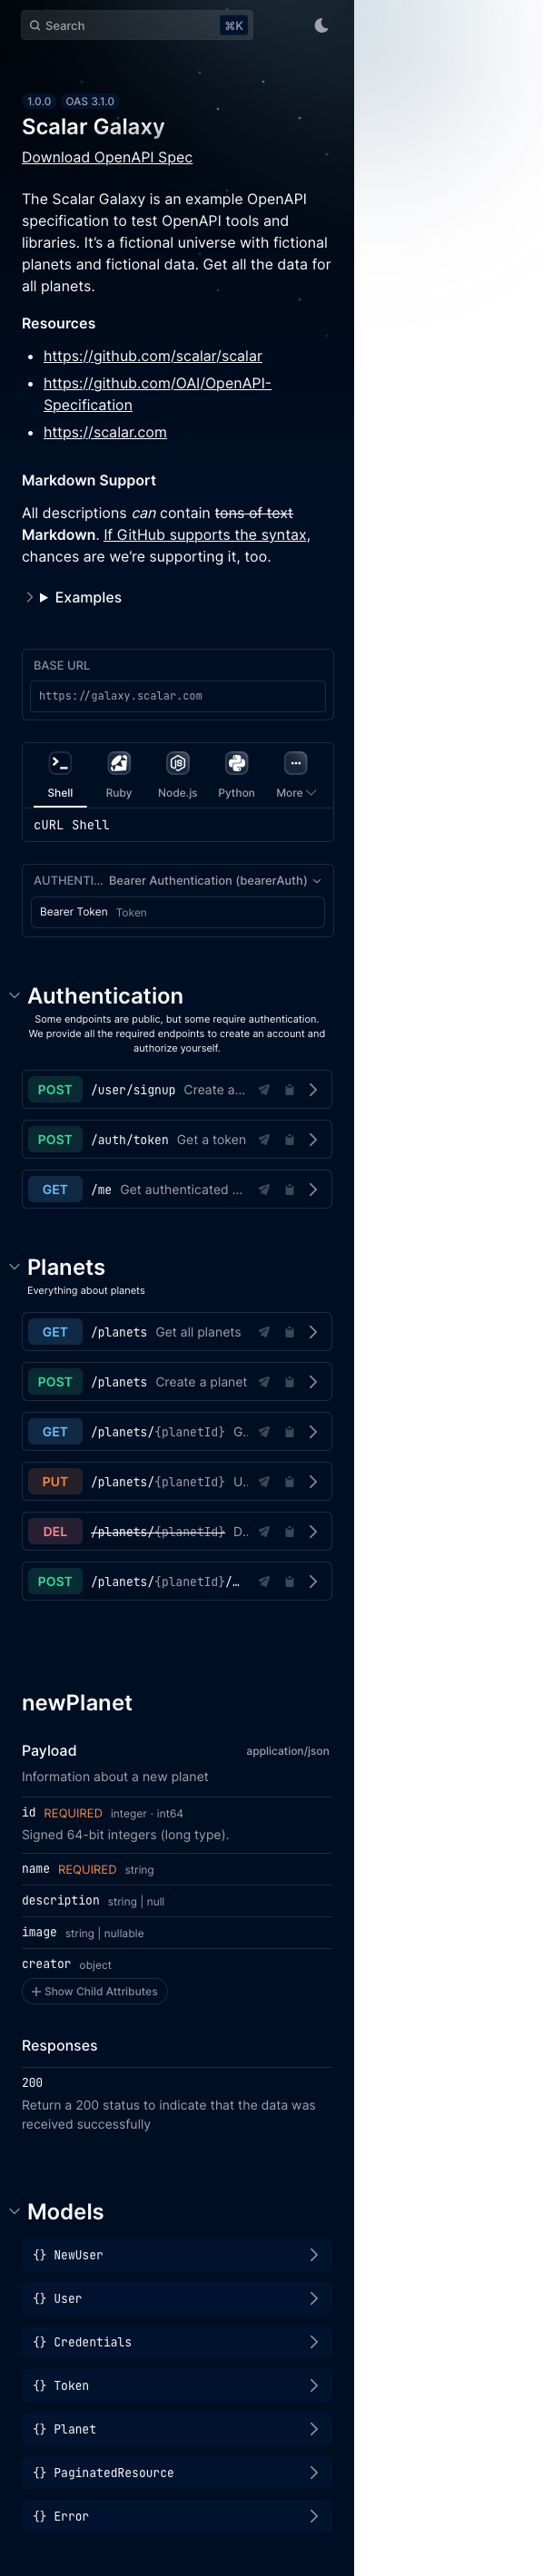 Search ⌘K
1.0.0 OAS 3.1.0
Scalar Galaxy
Download OpenAPI Spec
The Scalar Galaxy is an example OpenAPI
specification to test OpenAPI tools and
libraries. It’s a fictional universe with fictional
planets and fictional data. Get all the data for
all planets.
Resources
• https://github.com/scalar/scalar
• https://github.com/OAI/OpenAPI-
Specification
• https://scalar.com
Markdown Support
All descriptions can contain tons of text
Markdown. If GitHub supports the syntax,
chances are we’re supporting it, too.
Examples
BASE URL
https://galaxy.scalar.com
Shell Ruby Node.js Python More
cURL Shell
AUTHENTI... Bearer Authentication (bearerAuth)
Bearer Token Token
Authentication
Some endpoints are public, but some require authentication.
We provide all the required endpoints to create an account and
authorize yourself.
POST /user/signup Create a...
POST /auth/token Get a token
GET /me Get authenticated ...
Planets
Everything about planets
GET /planets Get all planets
POST /planets Create a planet
GET /planets/{planetId} G..
PUT /planets/{planetId} U..
DEL /planets/{planetId} D..
POST /planets/{planetId}/…
newPlanet
Payload application/json
Information about a new planet
id REQUIRED integer · int64
Signed 64-bit integers (long type).
name REQUIRED string
description string | null
image string | nullable
creator object
+ Show Child Attributes
Responses
200
Return a 200 status to indicate that the data was
received successfully
Models
{} NewUser
{} User
{} Credentials
{} Token
{} Planet
{} PaginatedResource
{} Error